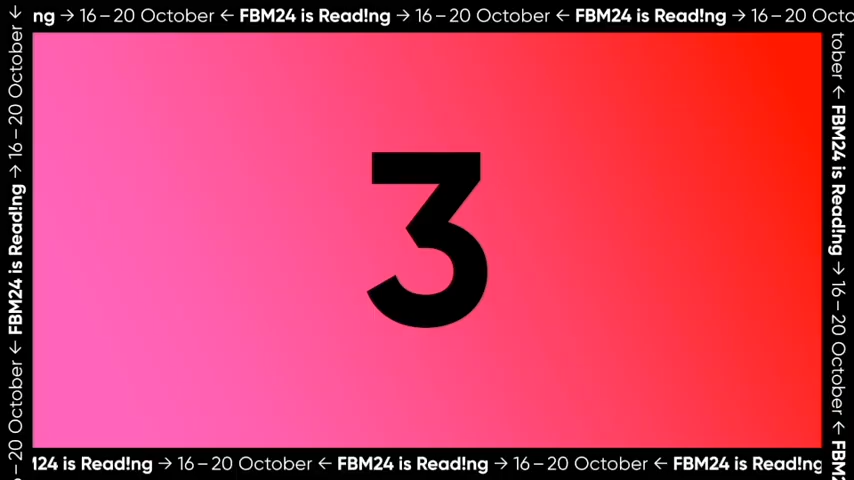 ng → 16–20 October ← FBM24 is Read!ng → 16–20 October ← FBM24 is Read!ng → 16–20 Octo
20 October ← FBM24 is Read!ng → 16–20 October ←
3
tober ← FBM24 is Read!ng → 16–20 October ← FBM2
124 is Read!ng → 16–20 October ← FBM24 is Read!ng → 16–20 October ← FBM24 is Read!ng